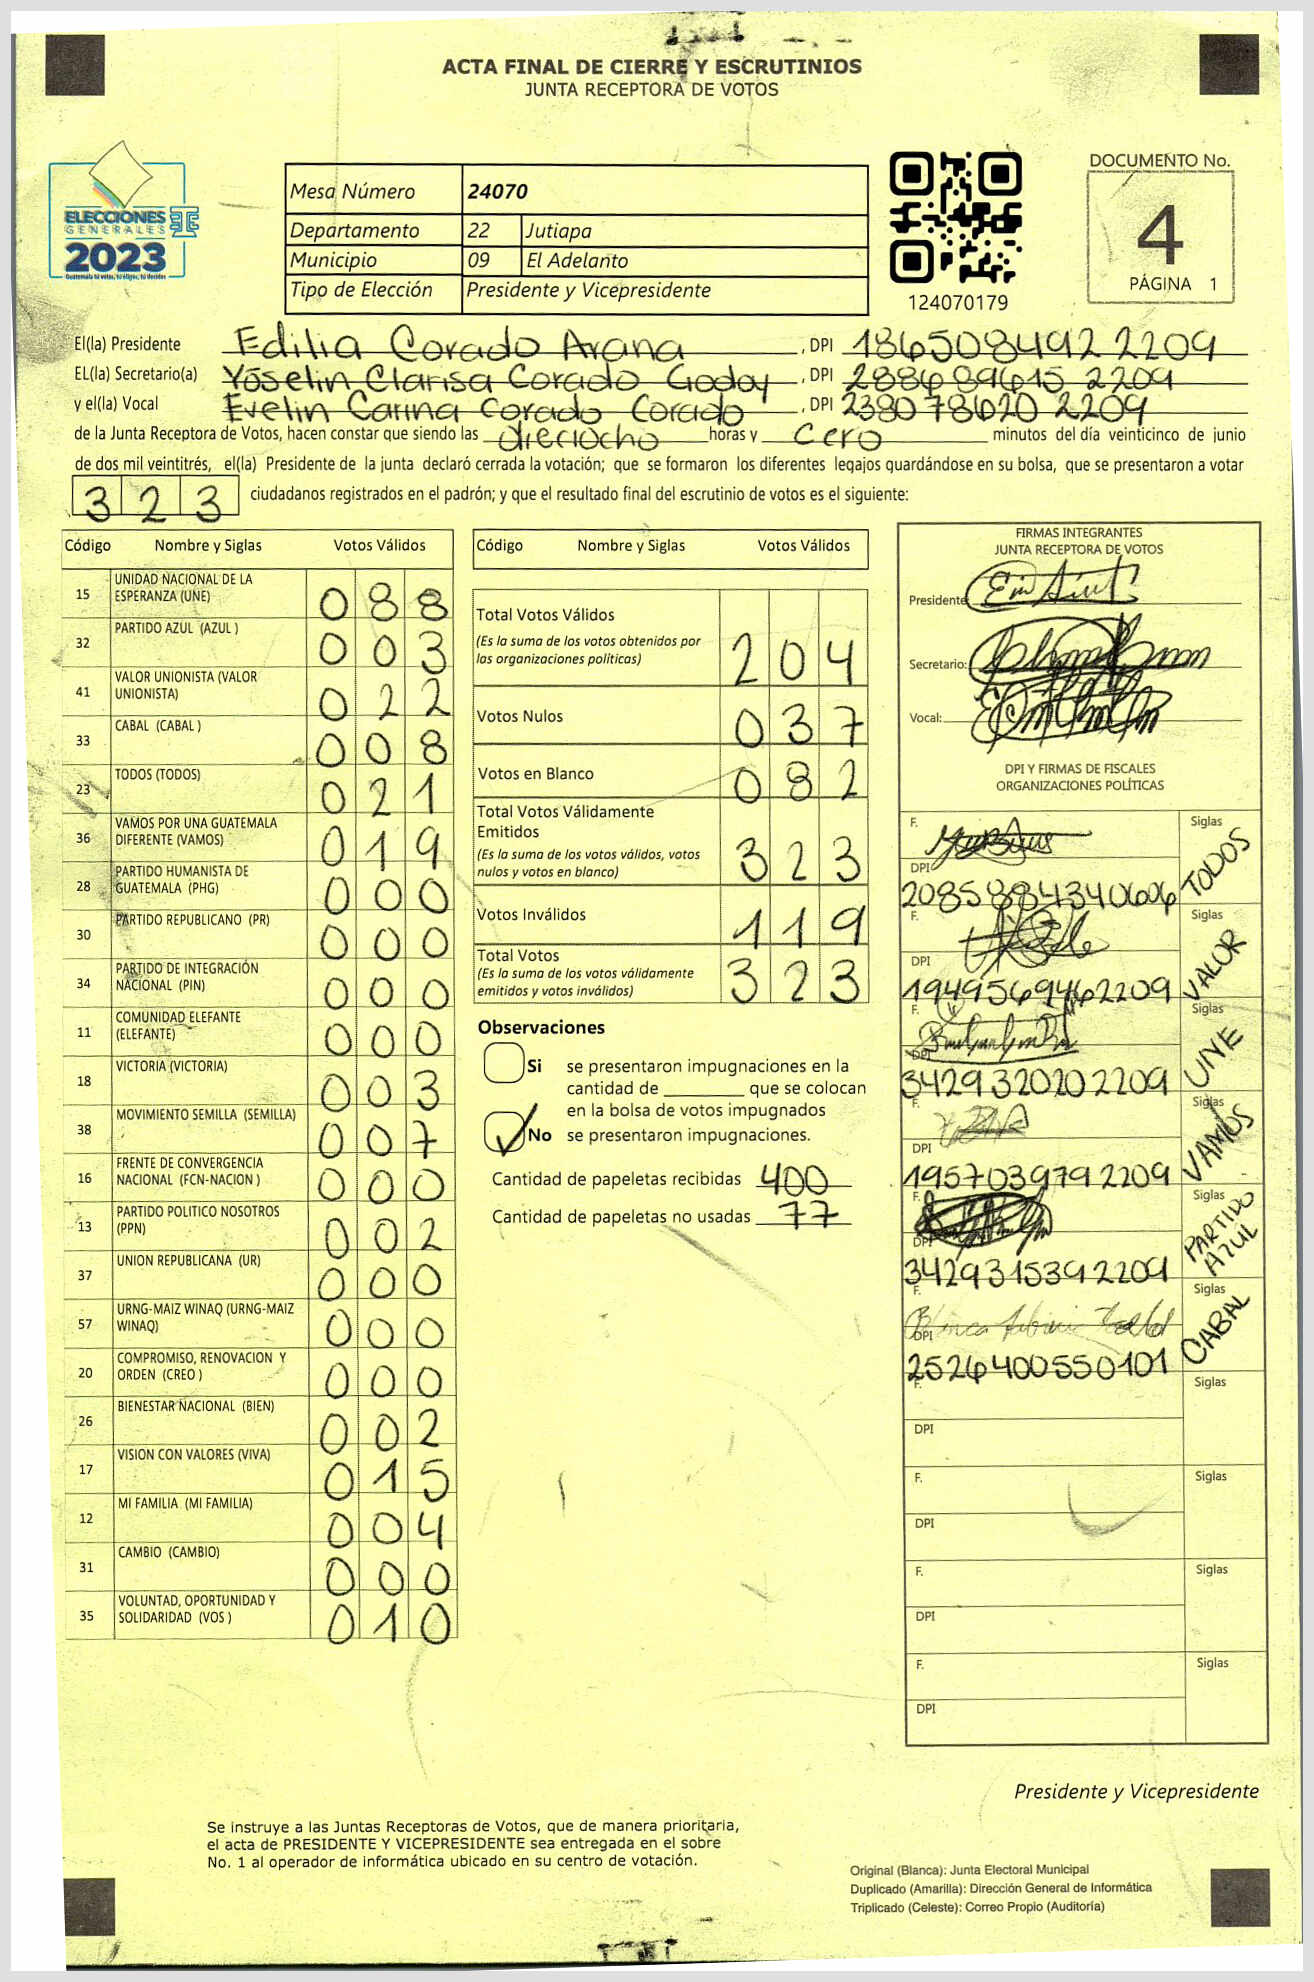 ACTA FINAL DE CIERRE Y ESCRUTINIOS
JUNTA RECEPTORA DE VOTOS
ELECCIONES
GENERALES
2023
Guatemala tú votas, tú eliges, tú decides
Mesa Número 24070
Departamento 22 Jutiapa
Municipio 09 El Adelanto
Tipo de Elección Presidente y Vicepresidente
124070179
DOCUMENTO No.
4
PÁGINA 1
El(la) Presidente Edilia Corado Arana , DPI 1865084922209
EL(la) Secretario(a) Yóselin Clarisa Corado Godoy , DPI 2886896152209
y el(la) Vocal Evelin Carina Corado Corado , DPI 2380786202209
de la Junta Receptora de Votos, hacen constar que siendo las dieciocho horas y cero minutos del día veinticinco de junio
de dos mil veintitrés, el(la) Presidente de la junta declaró cerrada la votación; que se formaron los diferentes legajos guardándose en su bolsa, que se presentaron a votar
323 ciudadanos registrados en el padrón; y que el resultado final del escrutinio de votos es el siguiente:
Código Nombre y Siglas Votos Válidos
15 UNIDAD NACIONAL DE LA ESPERANZA (UNE) 088
32 PARTIDO AZUL (AZUL ) 003
41 VALOR UNIONISTA (VALOR UNIONISTA) 022
33 CABAL (CABAL ) 008
23 TODOS (TODOS) 021
36 VAMOS POR UNA GUATEMALA DIFERENTE (VAMOS) 019
28 PARTIDO HUMANISTA DE GUATEMALA (PHG) 000
30 PARTIDO REPUBLICANO (PR) 000
34 PARTIDO DE INTEGRACIÓN NACIONAL (PIN) 000
11 COMUNIDAD ELEFANTE (ELEFANTE) 000
18 VICTORIA (VICTORIA) 003
38 MOVIMIENTO SEMILLA (SEMILLA) 007
16 FRENTE DE CONVERGENCIA NACIONAL (FCN-NACION ) 000
13 PARTIDO POLITICO NOSOTROS (PPN) 002
37 UNION REPUBLICANA (UR) 000
57 URNG-MAIZ WINAQ (URNG-MAIZ WINAQ) 000
20 COMPROMISO, RENOVACION Y ORDEN (CREO ) 000
26 BIENESTAR NACIONAL (BIEN) 002
17 VISION CON VALORES (VIVA) 015
12 MI FAMILIA (MI FAMILIA) 004
31 CAMBIO (CAMBIO) 000
35 VOLUNTAD, OPORTUNIDAD Y SOLIDARIDAD (VOS ) 010
Código Nombre y Siglas Votos Válidos
Total Votos Válidos 204
(Es la suma de los votos obtenidos por
las organizaciones políticas)
Votos Nulos 037
Votos en Blanco 082
Total Votos Válidamente
Emitidos 323
(Es la suma de los votos válidos, votos
nulos y votos en blanco)
Votos Inválidos 119
Total Votos 323
(Es la suma de los votos válidamente
emitidos y votos inválidos)
Observaciones
Si se presentaron impugnaciones en la
cantidad de ________ que se colocan
en la bolsa de votos impugnados
No se presentaron impugnaciones.
Cantidad de papeletas recibidas 400
Cantidad de papeletas no usadas 77
FIRMAS INTEGRANTES
JUNTA RECEPTORA DE VOTOS
Presidente:
Secretario:
Vocal:
DPI Y FIRMAS DE FISCALES
ORGANIZACIONES POLÍTICAS
F. Siglas TODOS
DPI 2085884340606
F. Siglas VALOR
DPI 1949569462209
F. Siglas UNE
DPI 3429320202209
F. Siglas VAMOS
DPI 1957039792209
F. Siglas PARTIDO AZUL
DPI 3429315392209
F. Siglas CABAL
DPI 2526400550101
F. Siglas
DPI
F. Siglas
DPI
F. Siglas
DPI
F. Siglas
DPI
Presidente y Vicepresidente
Se instruye a las Juntas Receptoras de Votos, que de manera prioritaria,
el acta de PRESIDENTE Y VICEPRESIDENTE sea entregada en el sobre
No. 1 al operador de informática ubicado en su centro de votación.
Original (Blanca): Junta Electoral Municipal
Duplicado (Amarilla): Dirección General de Informática
Triplicado (Celeste): Correo Propio (Auditoría)